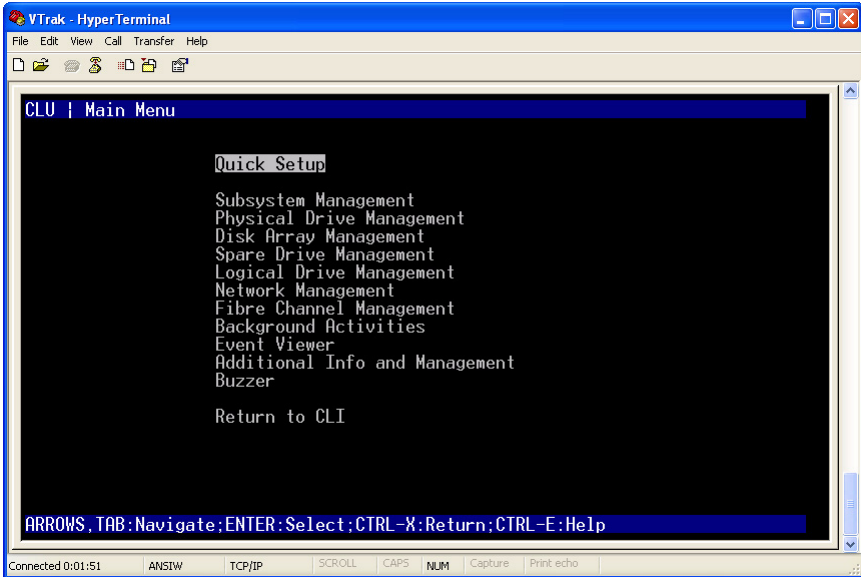 VTrak - HyperTerminal
File Edit View Call Transfer Help
CLU | Main Menu
Quick Setup
Subsystem Management
Physical Drive Management
Disk Array Management
Spare Drive Management
Logical Drive Management
Network Management
Fibre Channel Management
Background Activities
Event Viewer
Additional Info and Management
Buzzer
Return to CLI
ARROWS,TAB:Navigate;ENTER:Select;CTRL-X:Return;CTRL-E:Help
Connected 0:01:51 ANSIW TCP/IP SCROLL CAPS NUM Capture Print echo